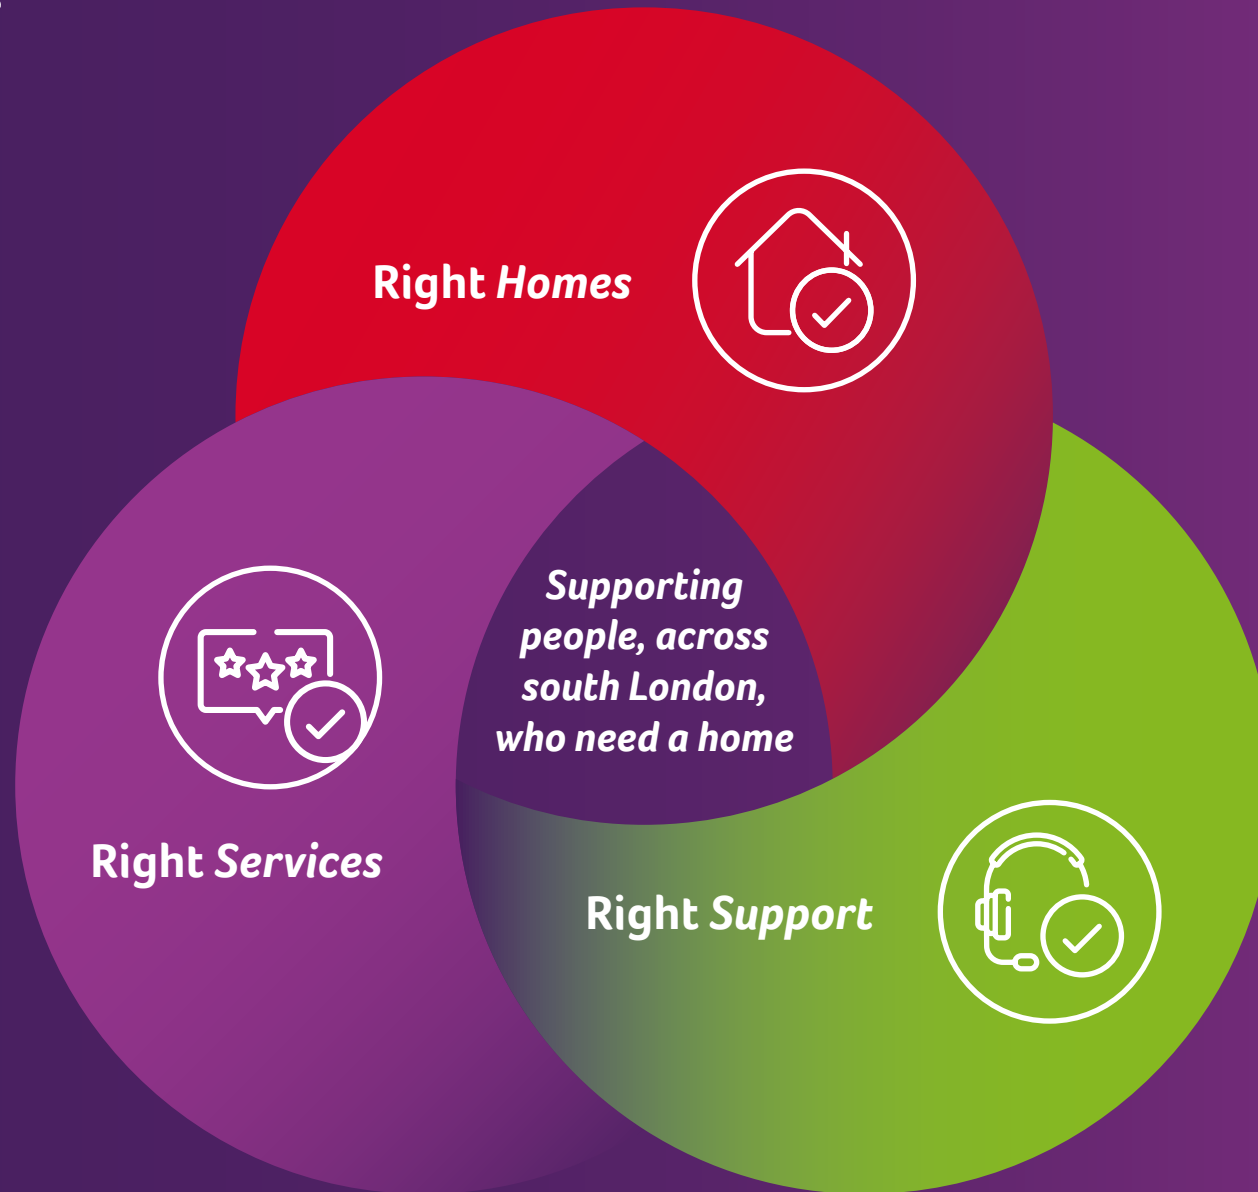 Right Homes
Supporting
people, across
south London,
who need a home
Right Services
Right Support